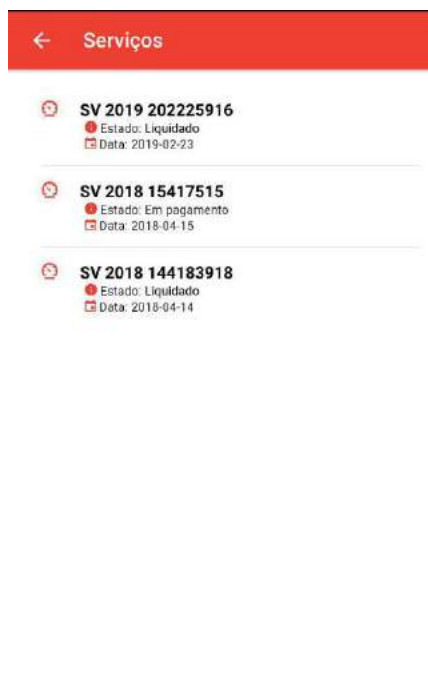 Serviços
SV 2019 202225916
Estado: Liquidado
Data: 2019-02-23
SV 2018 15417515
Estado: Em pagamento
Data: 2018-04-15
SV 2018 144183918
Estado: Liquidado
Data: 2018-04-14